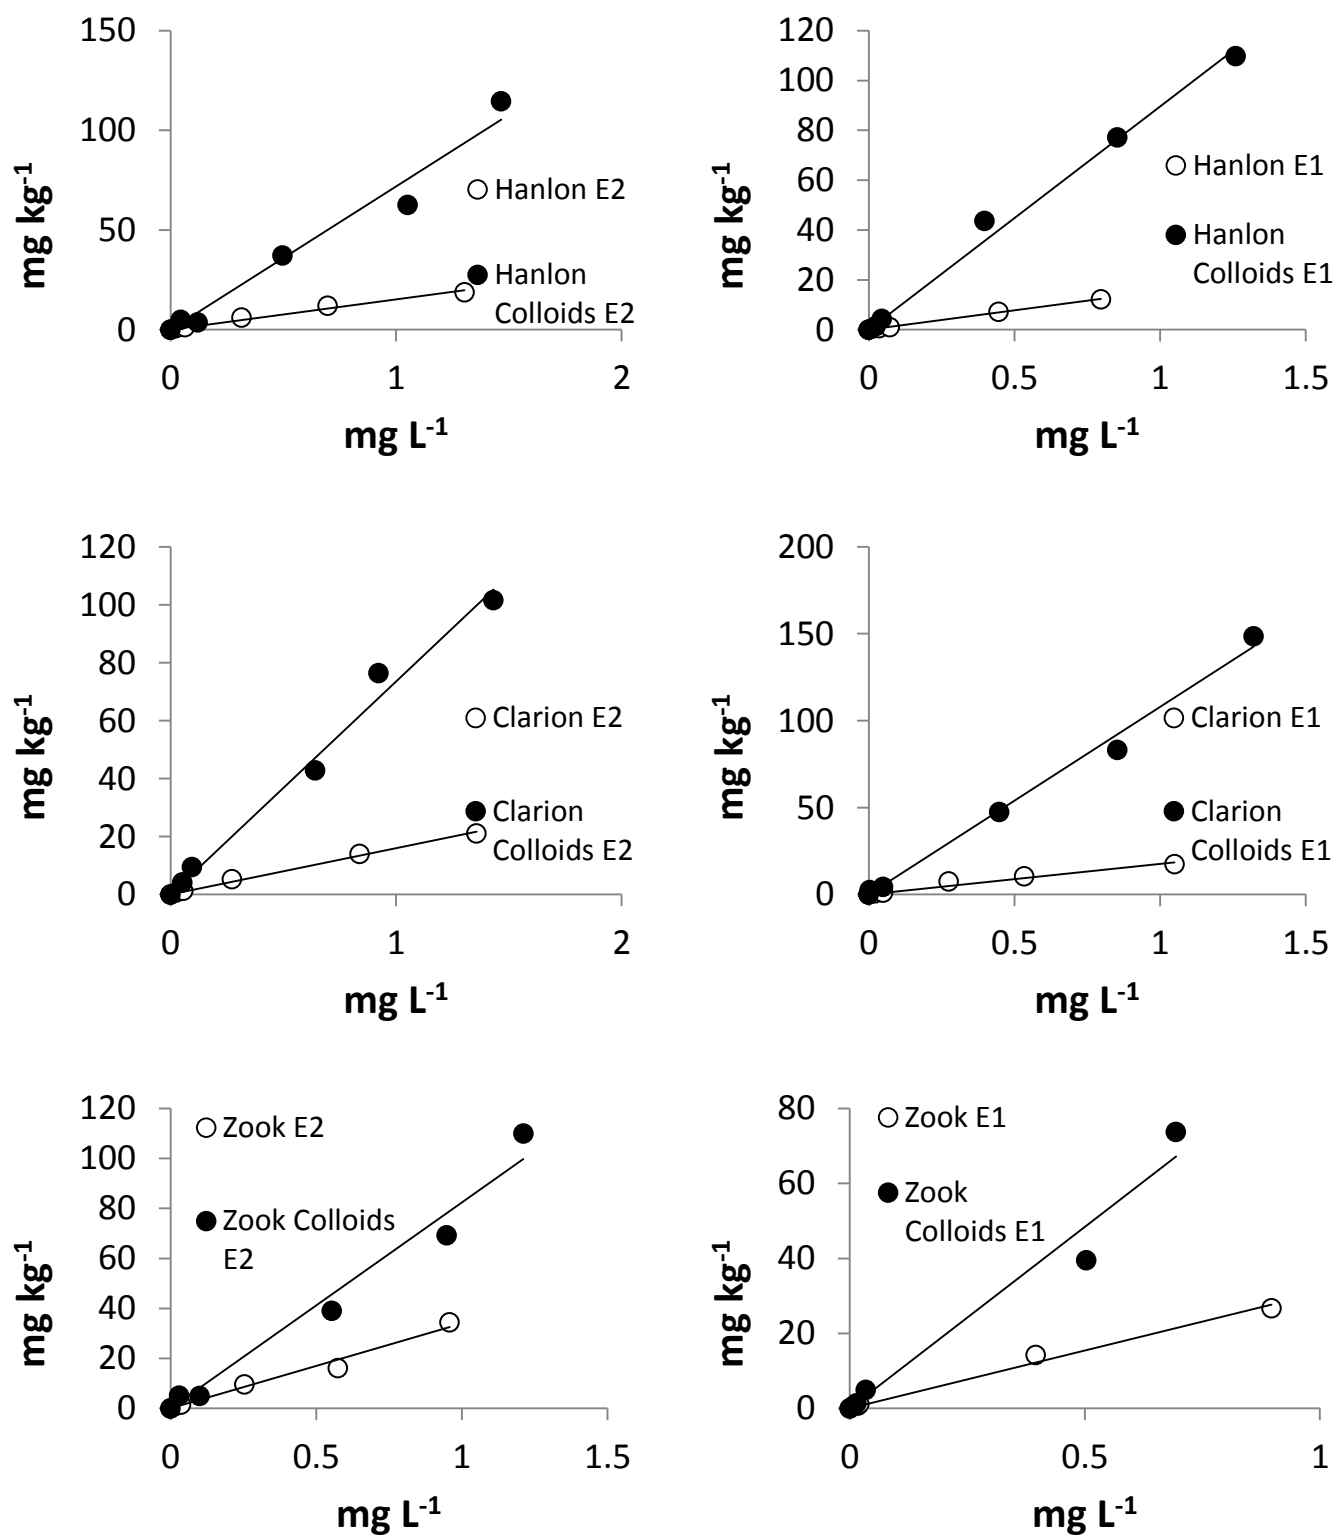 150
100
50
0
0
1
2
mg kg-1
mg L-1
Hanlon E2
Hanlon
Colloids E2
120
100
80
60
40
20
0
0
0.5
1
1.5
mg kg-1
mg L-1
Hanlon E1
Hanlon
Colloids E1
120
100
80
60
40
20
0
0
1
2
mg kg-1
mg L-1
Clarion E2
Clarion
Colloids E2
200
150
100
50
0
0
0.5
1
1.5
mg kg-1
mg L-1
Clarion E1
Clarion
Colloids E1
120
100
80
60
40
20
0
0
0.5
1
1.5
mg kg-1
mg L-1
Zook E2
Zook Colloids
E2
80
60
40
20
0
0
0.5
1
mg kg-1
mg L-1
Zook E1
Zook
Colloids E1